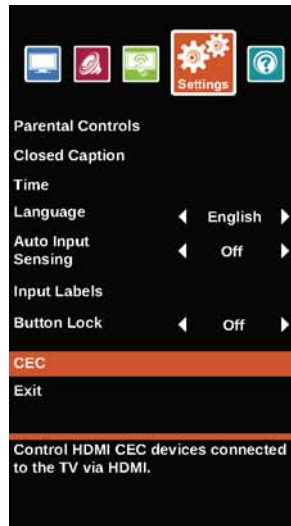 Settings
Parental Controls
Closed Caption
Time
Language English
Auto Input
Sensing Off
Input Labels
Button Lock Off
CEC
Exit
Control HDMI CEC devices connected
to the TV via HDMI.